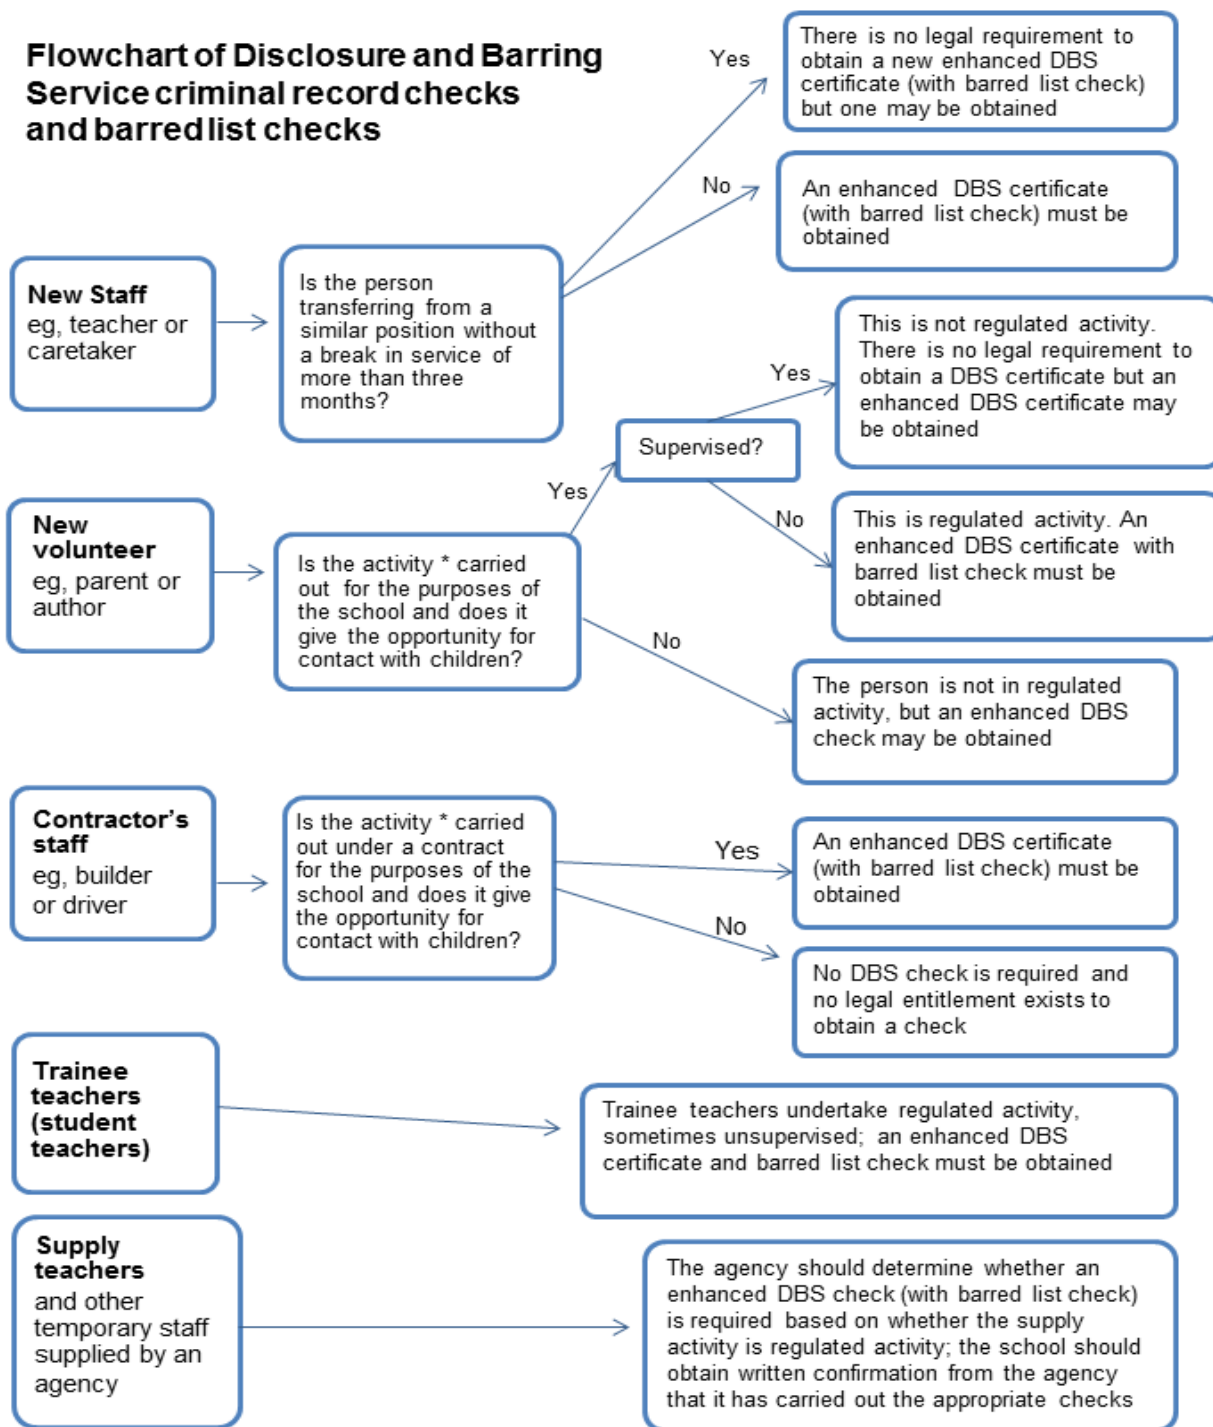 Flowchart of Disclosure and Barring
Service criminal record checks
and barred list checks
Yes
There is no legal requirement to
obtain a new enhanced DBS
certificate (with barred list check)
but one may be obtained
No
An enhanced DBS certificate
(with barred list check) must be
obtained
New Staff
eg, teacher or
caretaker
Is the person
transferring from a
similar position without
a break in service of
more than three
months?
New
volunteer
eg, parent or
author
Is the activity * carried
out for the purposes of
the school and does it
give the opportunity for
contact with children?
Yes
Supervised?
Yes
This is not regulated activity.
There is no legal requirement to
obtain a DBS certificate but an
enhanced DBS certificate may
be obtained
No
This is regulated activity. An
enhanced DBS certificate with
barred list check must be
obtained
No
The person is not in regulated
activity, but an enhanced DBS
check may be obtained
Contractor's
staff
eg, builder
or driver
Is the activity * carried
out under a contract
for the purposes of the
school and does it give
the opportunity for
contact with children?
Yes
An enhanced DBS certificate
(with barred list check) must be
obtained
No
No DBS check is required and
no legal entitlement exists to
obtain a check
Trainee
teachers
(student
teachers)
Trainee teachers undertake regulated activity,
sometimes unsupervised; an enhanced DBS
certificate and barred list check must be obtained
Supply
teachers
and other
temporary staff
supplied by an
agency
The agency should determine whether an
enhanced DBS check (with barred list check)
is required based on whether the supply
activity is regulated activity; the school should
obtain written confirmation from the agency
that it has carried out the appropriate checks